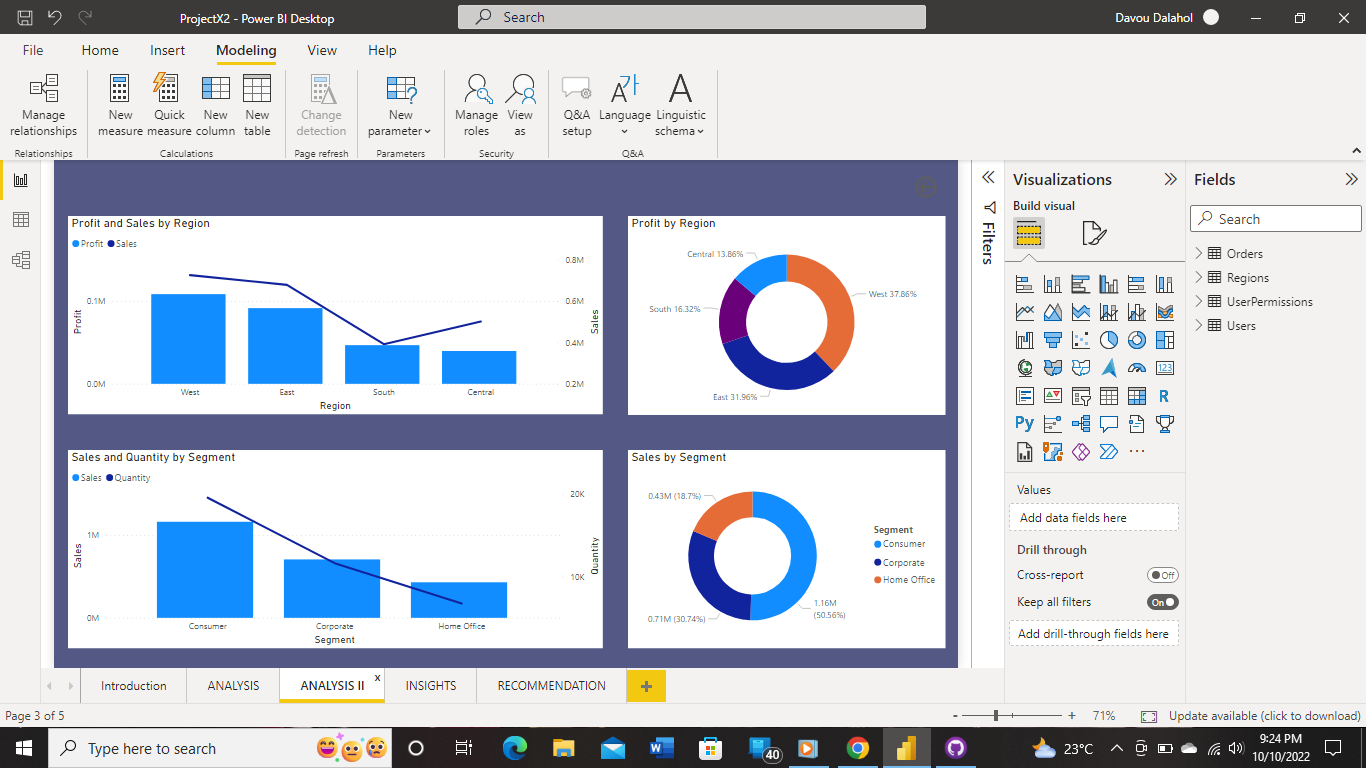 ProjectX2 - Power BI Desktop
Search
Davou Dalahol
File Home Insert Modeling View Help
Manage relationships
New measure
Quick measure
New column
New table
Change detection
New parameter
Manage roles
View as
Q&A setup
Language
Linguistic schema
Relationships
Calculations
Page refresh
Parameters
Security
Q&A
Profit and Sales by Region
Profit Sales
0.8M
0.1M
0.6M
0.4M
0.0M
0.2M
Profit
Sales
West East South Central
Region
Profit by Region
Central 13.86%
West 37.86%
South 16.32%
East 31.96%
Sales and Quantity by Segment
Sales Quantity
20K
1M
10K
0M
Sales
Quantity
Consumer Corporate Home Office
Segment
Sales by Segment
0.43M (18.7%)
0.71M (30.74%)
1.16M
(50.56%)
Segment
Consumer
Corporate
Home Office
Filters
Visualizations
Build visual
123
R
Py
Values
Add data fields here
Drill through
Cross-report
Off
Keep all filters
On
Add drill-through fields here
Fields
Search
Orders
Regions
UserPermissions
Users
Introduction
ANALYSIS
ANALYSIS II
x
INSIGHTS
RECOMMENDATION
+
Page 3 of 5
- + 71%
Update available (click to download)
Type here to search
40
23°C
9:24 PM
10/10/2022